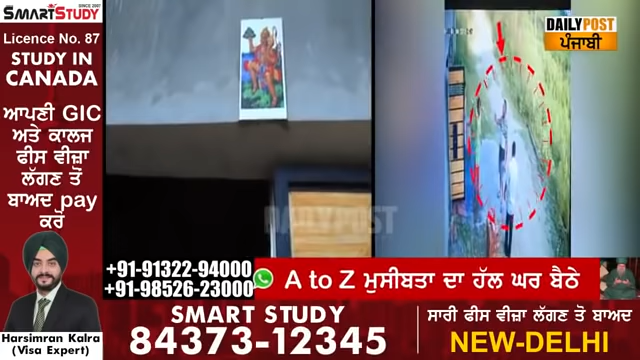 SINCE 2007
SMARTSTUDY
Licence No. 87
STUDY IN
CANADA
ਆਪਣੀ GIC
ਅਤੇ ਕਾਲਜ
ਫੀਸ ਵੀਜ਼ਾ
ਲੱਗਣ ਤੋਂ
ਬਾਅਦ pay
ਕਰੋ
Harsimran Kalra
(Visa Expert)
DAILYPOST
ਪੰਜਾਬੀ
DAILYPOST
+91-91322-94000
+91-98526-23000
A to Z ਮੁਸੀਬਤਾ ਦਾ ਹੱਲ ਘਰ ਬੈਠੇ
SMART STUDY
84373-12345
ਸਾਰੀ ਫੀਸ ਵੀਜ਼ਾ ਲੱਗਣ ਤੋਂ ਬਾਅਦ
NEW-DELHI